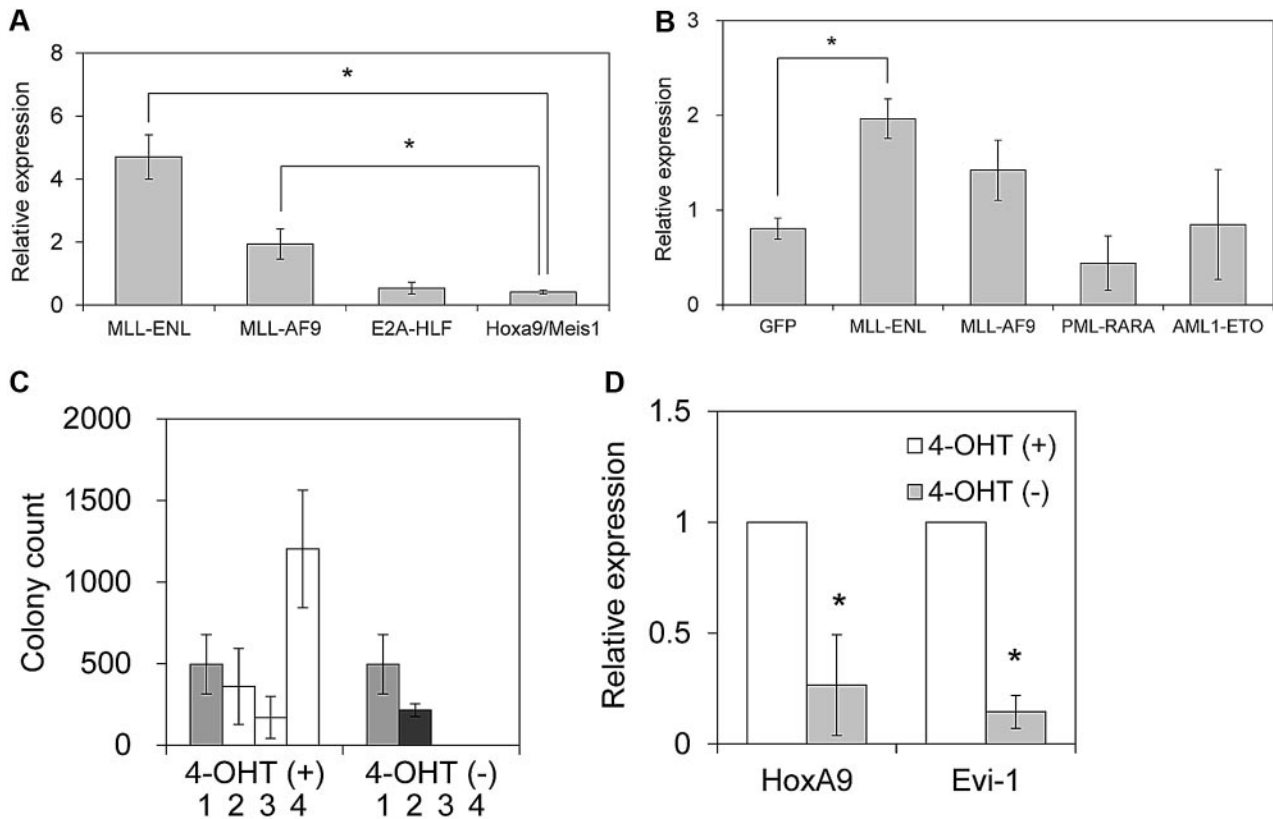 A
Relative expression
8
6
4
2
0
*
*
MLL-ENL MLL-AF9 E2A-HLF Hoxa9/Meis1
B
Relative expression
3
2
1
0
*
GFP MLL-ENL MLL-AF9 PML-RARA AML1-ETO
C
Colony count
2000
1500
1000
500
0
4-OHT (+) 4-OHT (-)
1 2 3 4 1 2 3 4
D
Relative expression
1.5
1
0.5
0
4-OHT (+)
4-OHT (-)
*
*
HoxA9 Evi-1